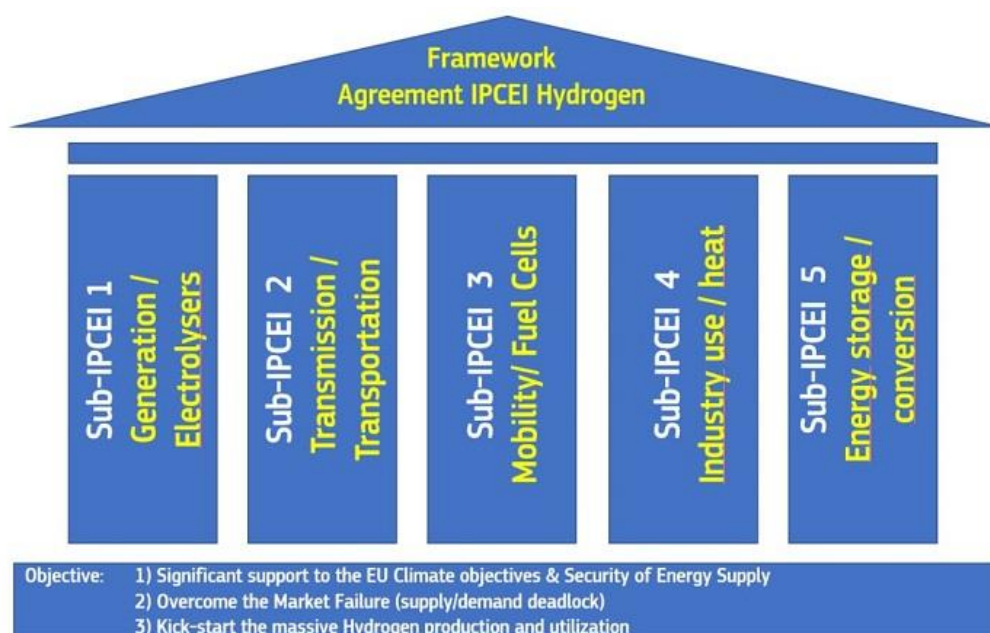 Framework
Agreement IPCEI Hydrogen
Sub-IPCEI 1
Generation /
Electrolysers
Sub-IPCEI 2
Transmission /
Transportation
Sub-IPCEI 3
Mobility/ Fuel Cells
Sub-IPCEI 4
Industry use / heat
Sub-IPCEI 5
Energy storage /
conversion
Objective: 1) Significant support to the EU Climate objectives & Security of Energy Supply
2) Overcome the Market Failure (supply/demand deadlock)
3) Kick-start the massive Hydrogen production and utilization